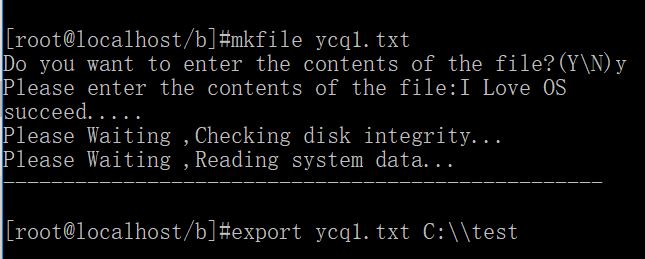 [root@localhost/b]#mkfile ycq1.txt
Do you want to enter the contents of the file?(Y\N)y
Please enter the contents of the file:I Love OS
succeed.....
Please Waiting ,Checking disk integrity...
Please Waiting ,Reading system data...
--------------------------------------------------
[root@localhost/b]#export ycq1.txt C:\\test